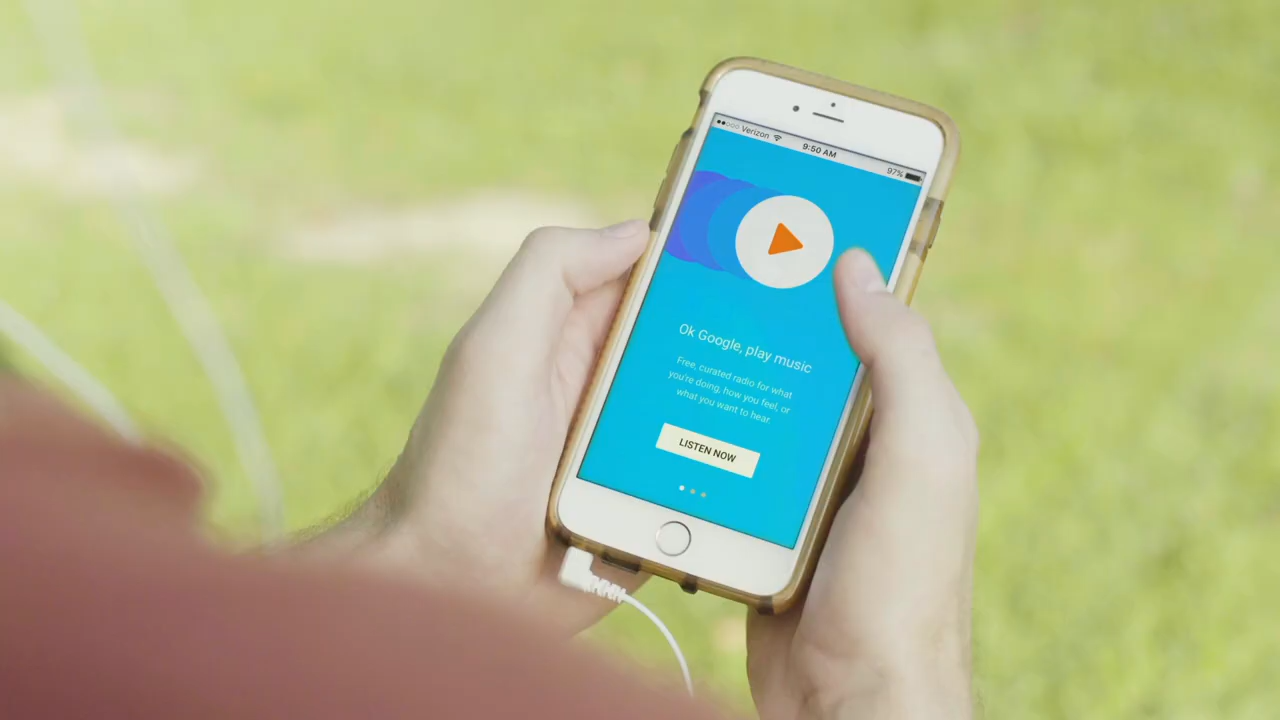 Verizon
9:50 AM
97%
Ok Google, play music
Free, curated radio for what
you're doing, how you feel, or
what you want to hear.
LISTEN NOW